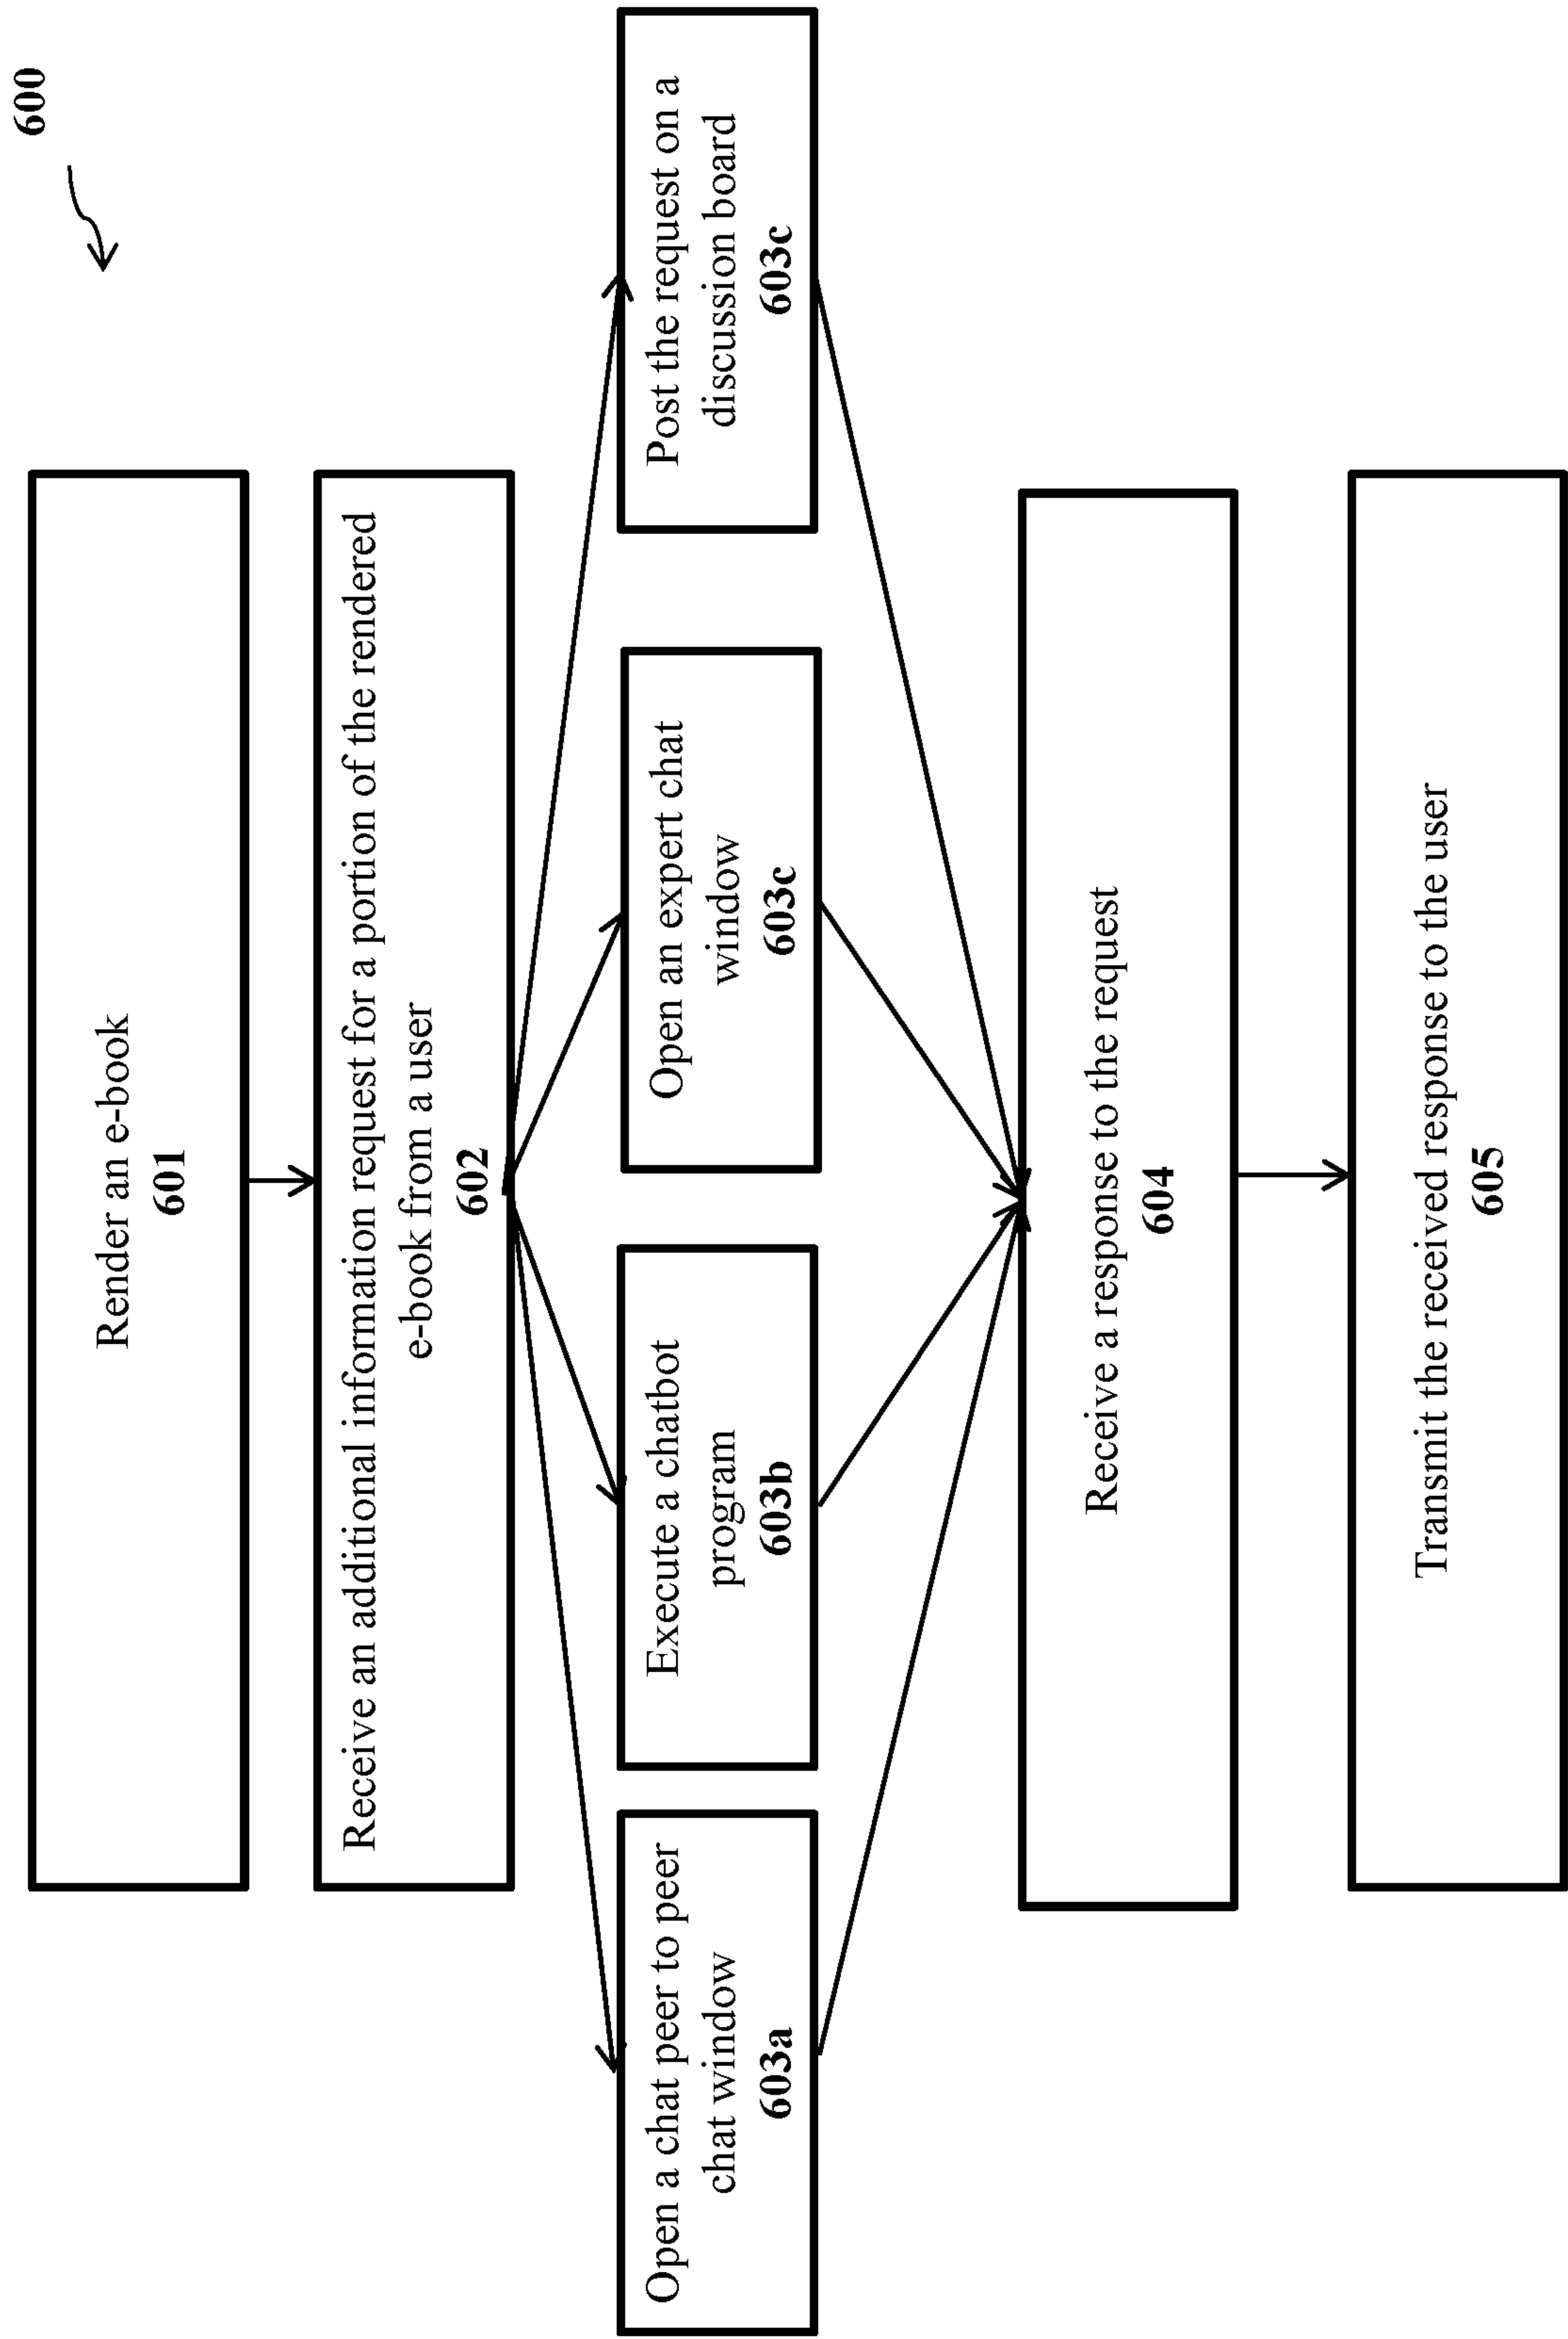 600
Render an e-book
601
Receive an additional information request for a portion of the rendered
e-book from a user
602
Open a chat peer to peer
chat window
603a
Execute a chatbot
program
603b
Open an expert chat
window
603c
Post the request on a
discussion board
603c
Receive a response to the request
604
Transmit the received response to the user
605